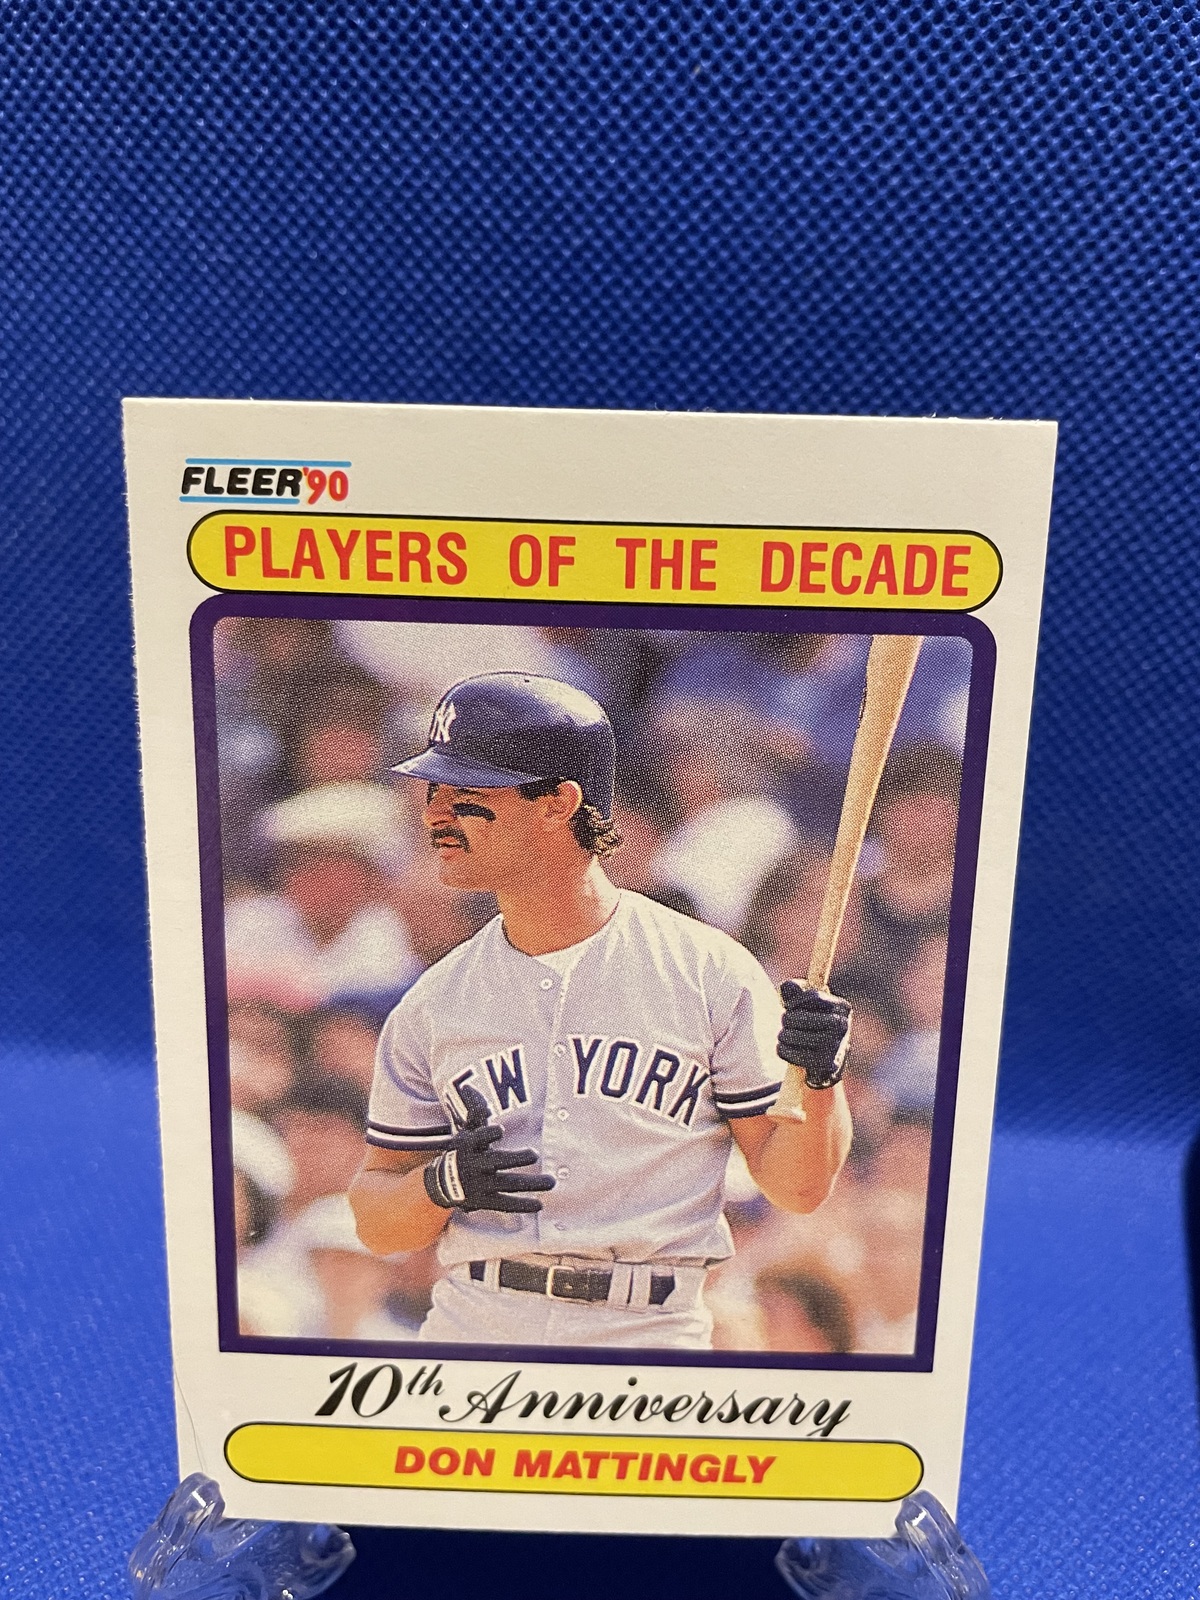 FLEER'90
PLAYERS OF THE DECADE
NY
NEW YORK
10th Anniversary
DON MATTINGLY